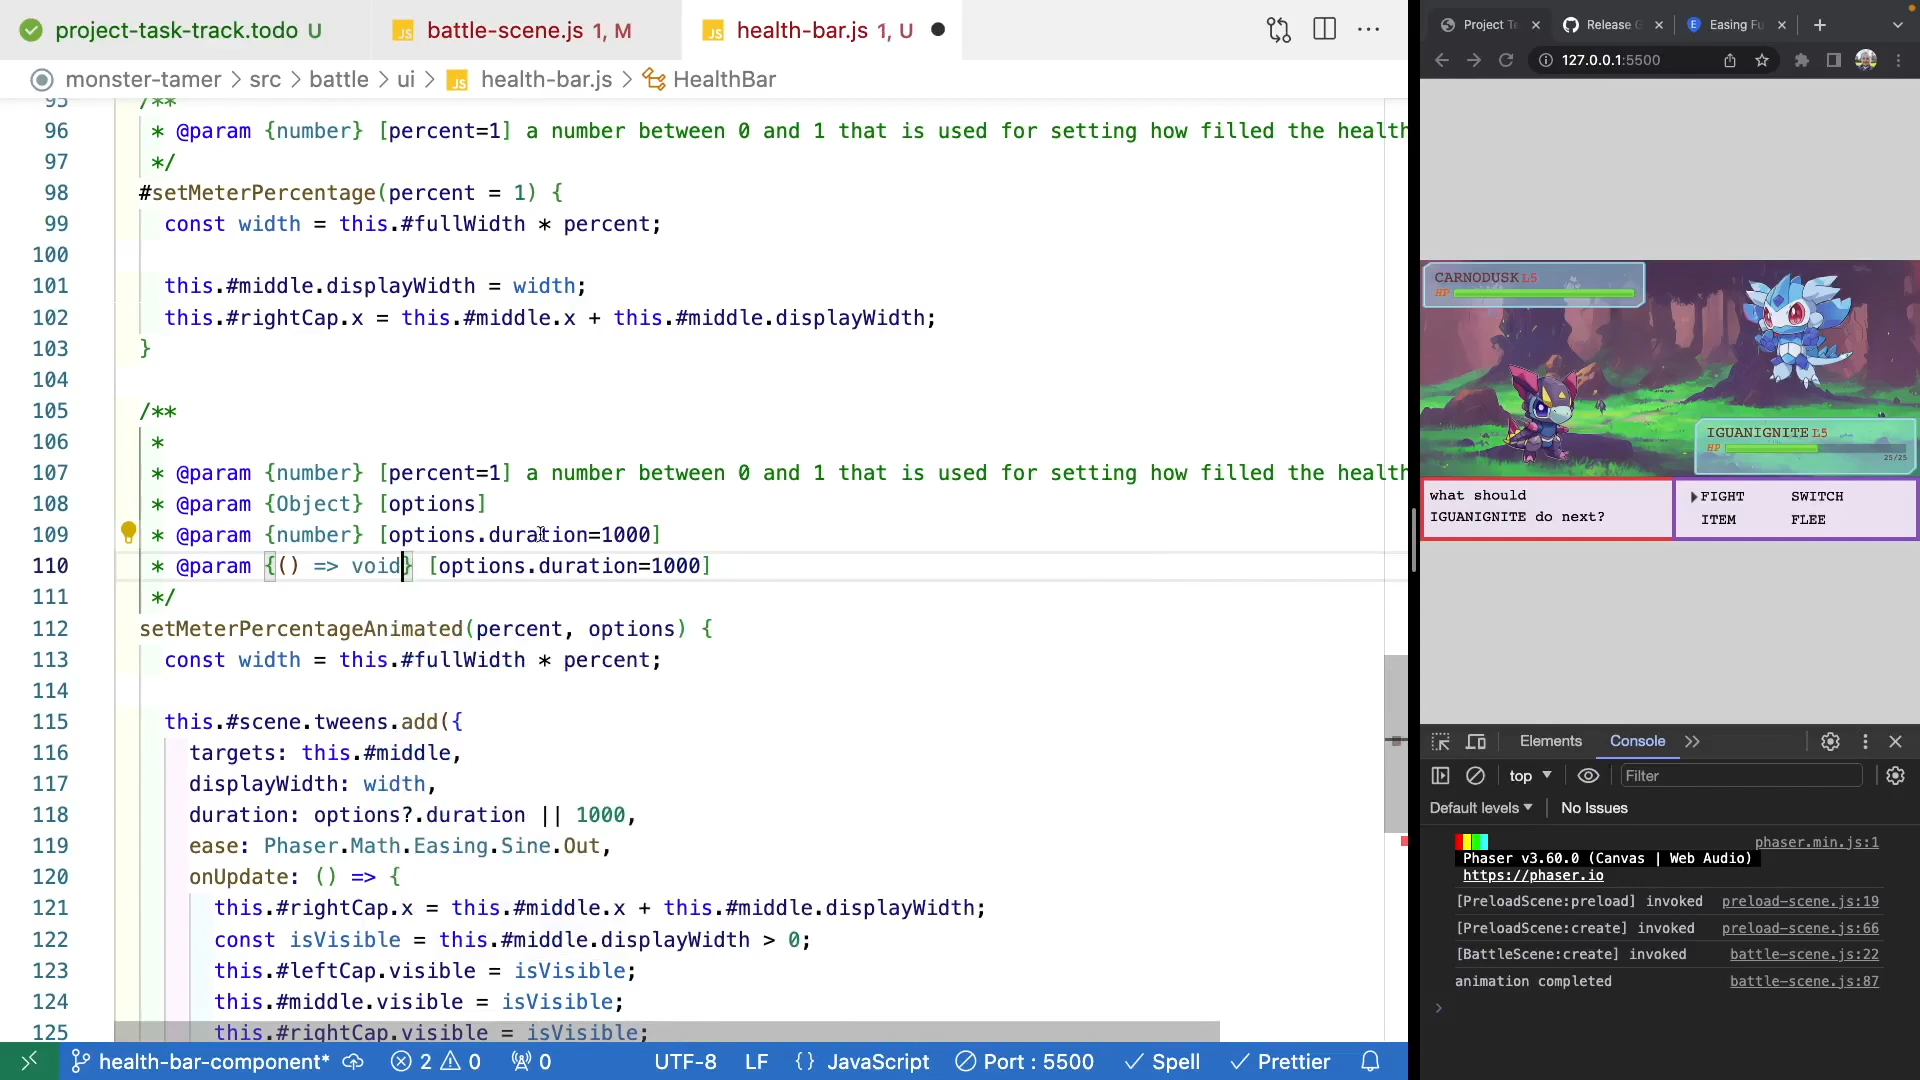 project-task-track.todo U
JS battle-scene.js 1, M
JS health-bar.js 1, U
monster-tamer > src > battle > ui > JS health-bar.js > HealthBar
95 /**
96 * @param {number} [percent=1] a number between 0 and 1 that is used for setting how filled the health
97 */
98 #setMeterPercentage(percent = 1) {
99 const width = this.#fullWidth * percent;
100
101 this.#middle.displayWidth = width;
102 this.#rightCap.x = this.#middle.x + this.#middle.displayWidth;
103 }
104
105 /**
106 *
107 * @param {number} [percent=1] a number between 0 and 1 that is used for setting how filled the health
108 * @param {Object} [options]
109 * @param {number} [options.duration=1000]
110 * @param {() => void} [options.duration=1000]
111 */
112 setMeterPercentageAnimated(percent, options) {
113 const width = this.#fullWidth * percent;
114
115 this.#scene.tweens.add({
116 targets: this.#middle,
117 displayWidth: width,
118 duration: options?.duration || 1000,
119 ease: Phaser.Math.Easing.Sine.Out,
120 onUpdate: () => {
121 this.#rightCap.x = this.#middle.x + this.#middle.displayWidth;
122 const isVisible = this.#middle.displayWidth > 0;
123 this.#leftCap.visible = isVisible;
124 this.#middle.visible = isVisible;
125 this.#rightCap.visible = isVisible;
health-bar-component* 2 0 0 UTF-8 LF {} JavaScript Port : 5500 Spell Prettier
Project Te Release G Easing Fu
127.0.0.1:5500
CARNODUSK L5
HP
IGUANIGNITE L5
HP
25/25
what should
IGUANIGNITE do next?
FIGHT SWITCH
ITEM FLEE
Elements Console
top Filter
Default levels No Issues
phaser.min.js:1
Phaser v3.60.0 (Canvas | Web Audio)
https://phaser.io
[PreloadScene:preload] invoked preload-scene.js:19
[PreloadScene:create] invoked preload-scene.js:66
[BattleScene:create] invoked battle-scene.js:22
animation completed battle-scene.js:87